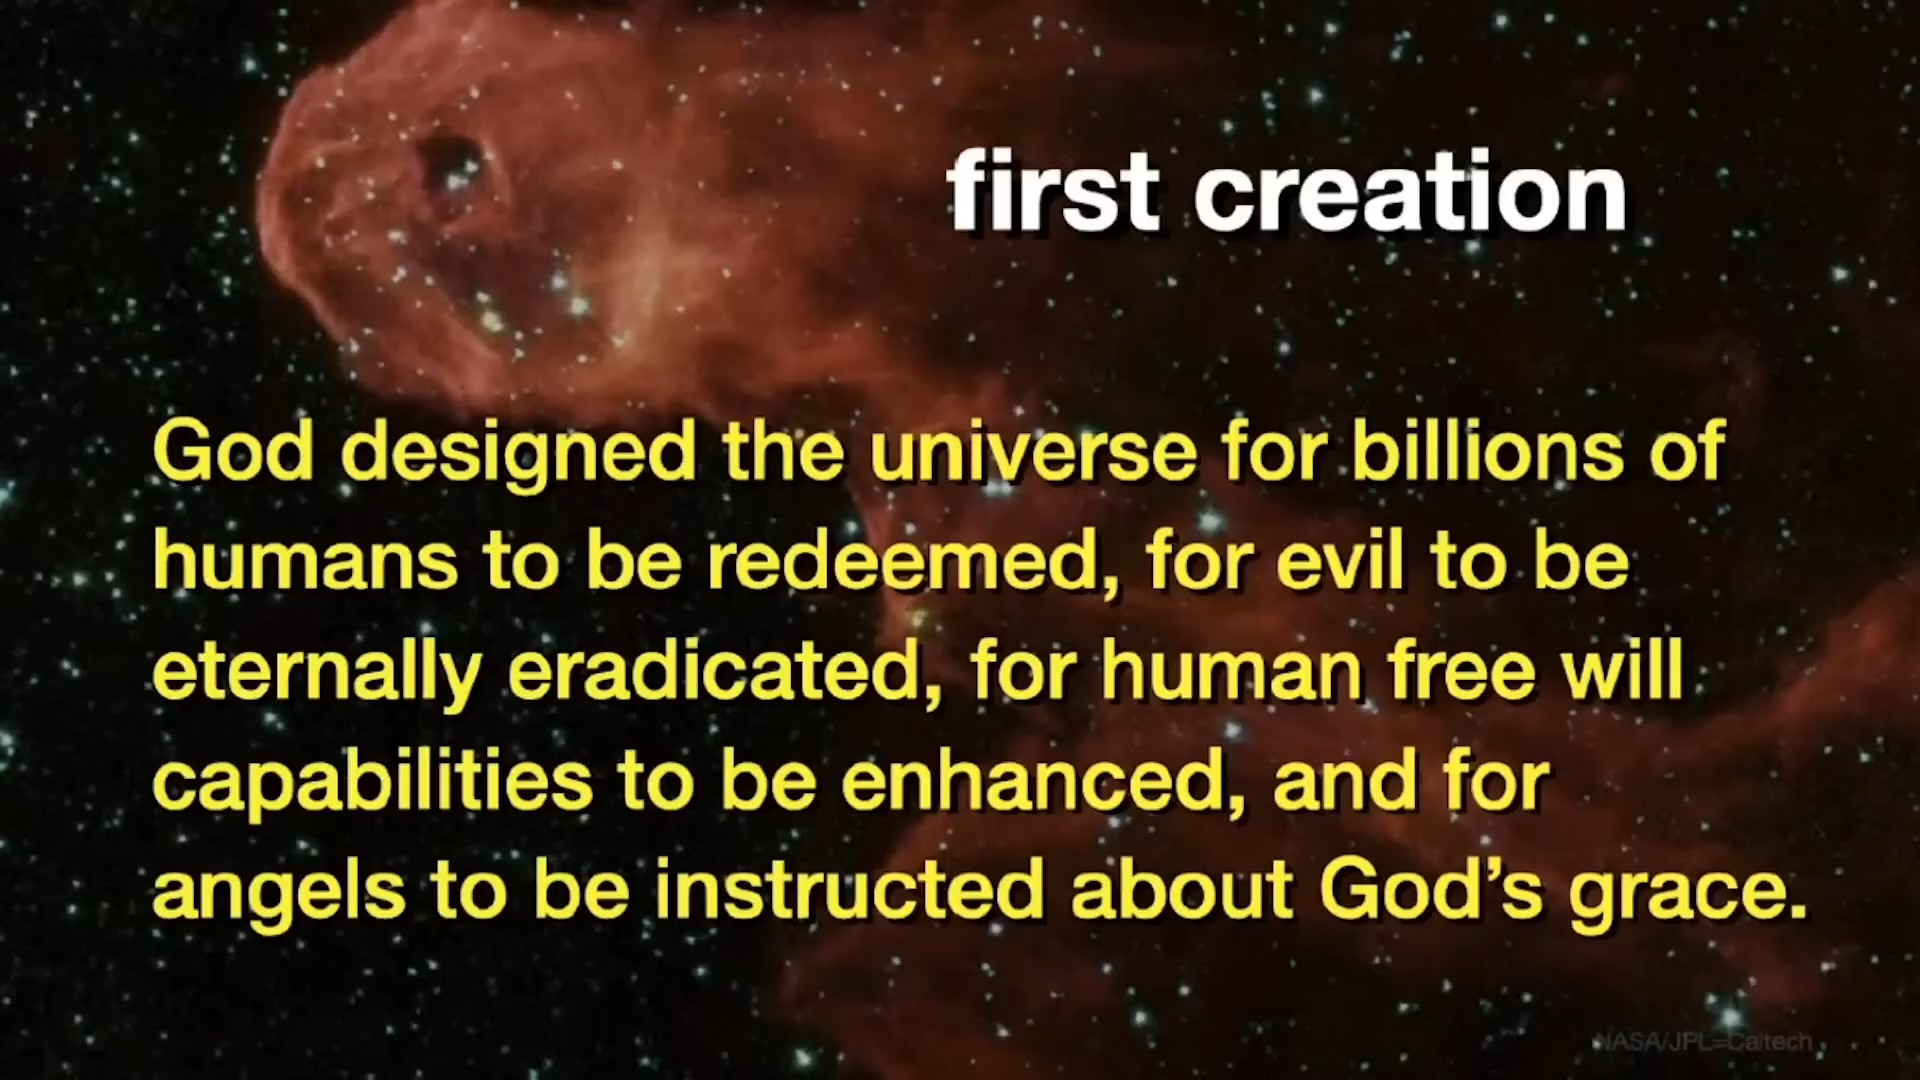 first creation
God designed the universe for billions of
humans to be redeemed, for evil to be
eternally eradicated, for human free will
capabilities to be enhanced, and for
angels to be instructed about God’s grace.
NASA/JPL=Caltech